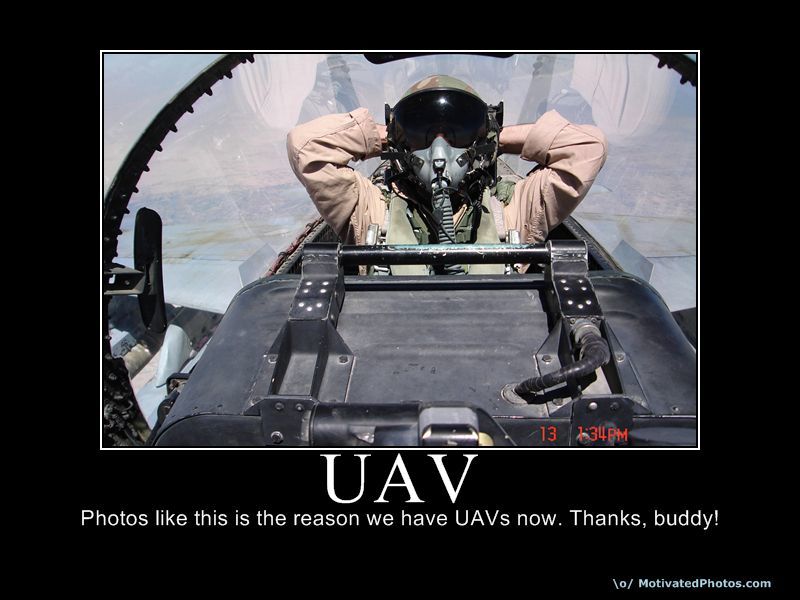 13 1:34PM
UAV
Photos like this is the reason we have UAVs now. Thanks, buddy!
\o/ MotivatedPhotos.com